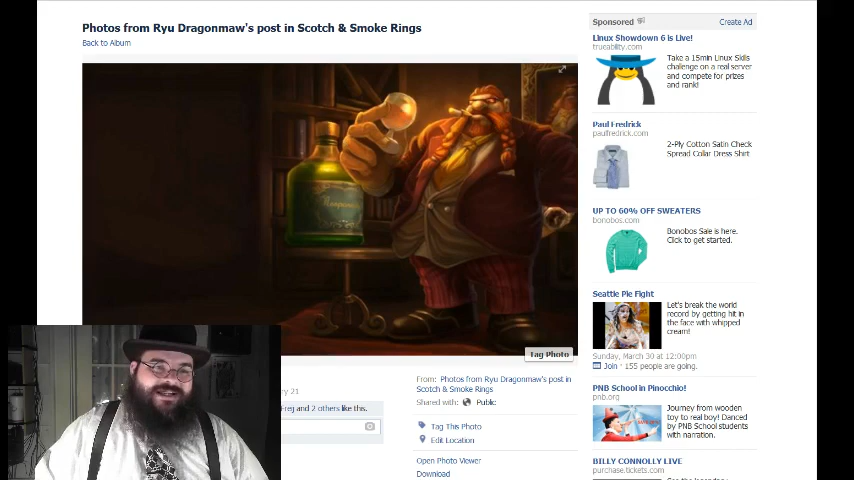 Photos from Ryu Dragonmaw's post in Scotch & Smoke Rings
Back to Album
Tag Photo
ry 21
Freg and 2 others like this.
From: Photos from Ryu Dragonmaw's post in
Scotch & Smoke Rings
Shared with: Public
Tag This Photo
Edit Location
Open Photo Viewer
Download
Sponsored
Create Ad
Linux Showdown 6 is Live!
trueability.com
Take a 15min Linux Skills
challenge on a real server
and compete for prizes
and rank!
Paul Fredrick
paulfredrick.com
2-Ply Cotton Satin Check
Spread Collar Dress Shirt
UP TO 60% OFF SWEATERS
bonobos.com
Bonobos Sale is here.
Click to get started.
Seattle Pie Fight
Let's break the world
record by getting hit in
the face with whipped
cream!
Sunday, March 30 at 12:00pm
Join · 155 people are going.
PNB School in Pinocchio!
pnb.org
Journey from wooden
toy to real boy! Danced
by PNB School students
with narration.
BILLY CONNOLLY LIVE
purchase.tickets.com